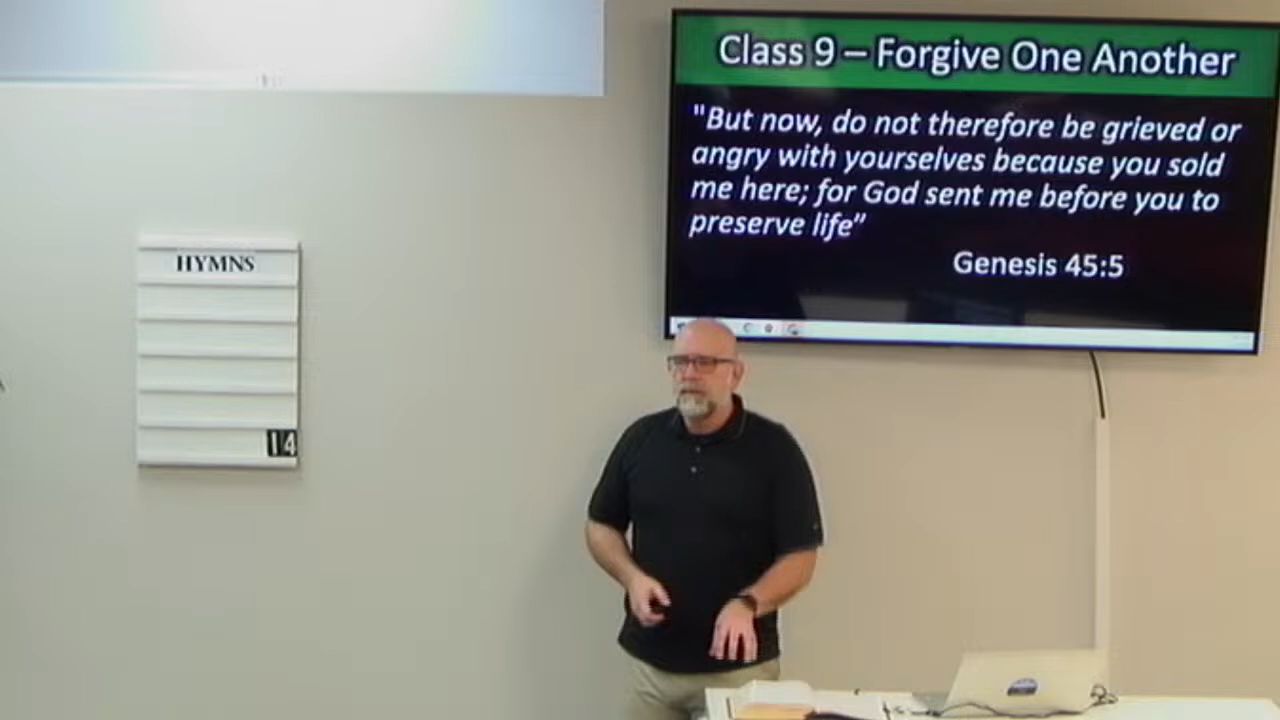 Class 9 – Forgive One Another
"But now, do not therefore be grieved or
angry with yourselves because you sold
me here; for God sent me before you to
preserve life”
Genesis 45:5
HYMNS
14